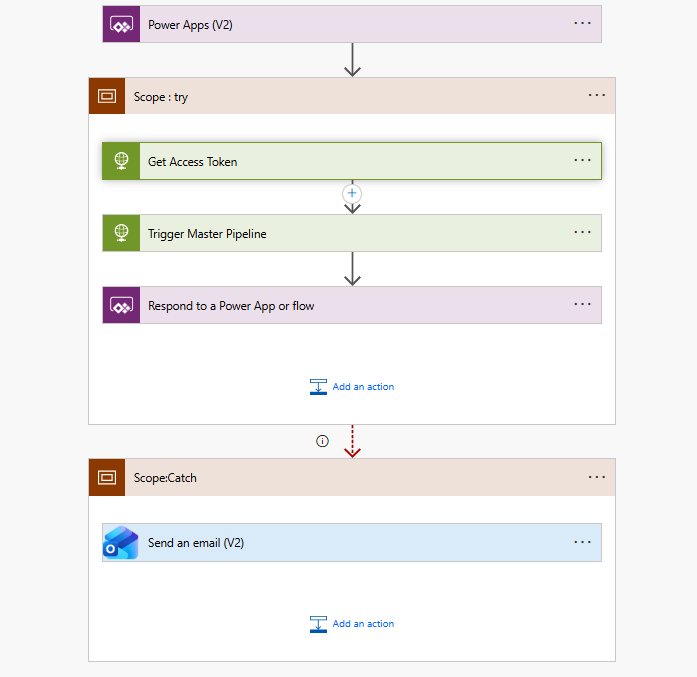 Power Apps (V2)
Scope : try
Get Access Token
Trigger Master Pipeline
Respond to a Power App or flow
Add an action
Scope:Catch
Send an email (V2)
Add an action